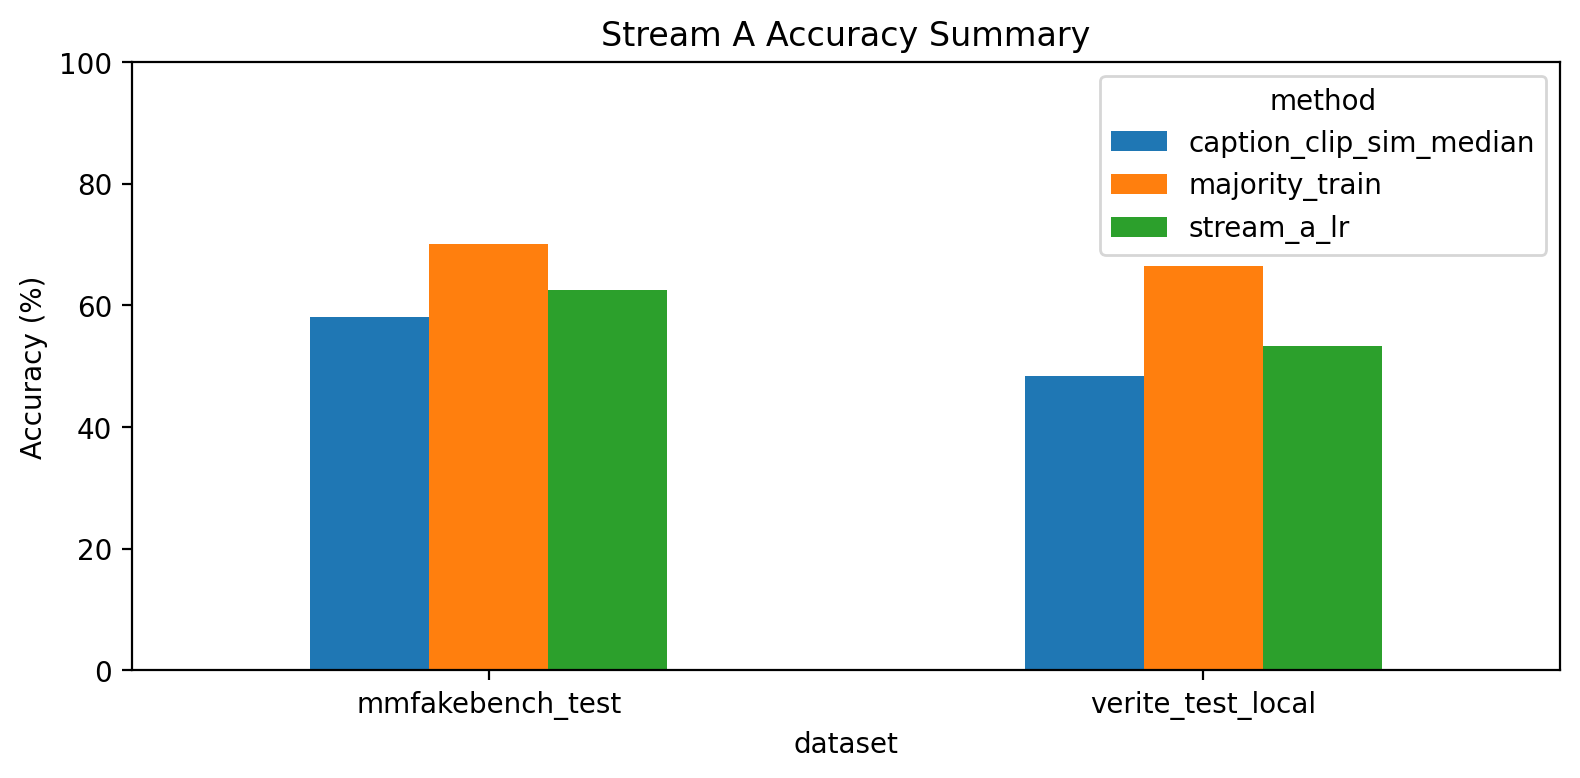 Stream A Accuracy Summary
100
80
60
40
20
0
Accuracy (%)
method
caption_clip_sim_median
majority_train
stream_a_lr
mmfakebench_test
verite_test_local
dataset